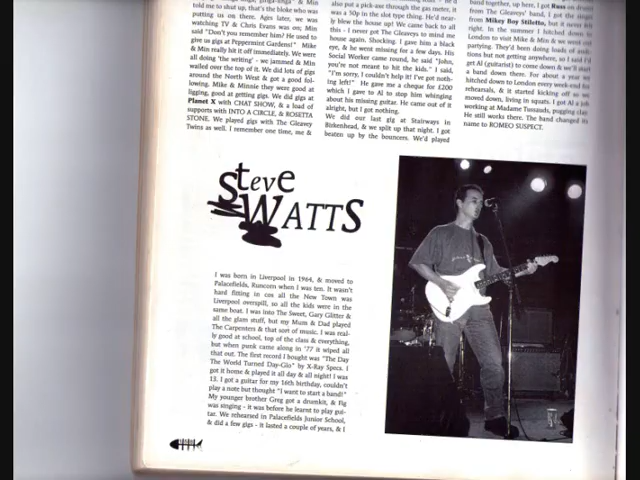 told me to shut up, that's the bloke who was
putting us on there. Ages later, we were
watching TV & Chris Evans was on; Min
said "Don't you remember him? He used to
give us gigs at Peppermint Gardens!" Mike
& Min really hit it off immediately. We were
all doing 'the writing' - we jammed & Min
wailed over the top of it. We did lots of gigs
around the North West & got a good fol-
lowing. Mike & Minnie they were good at
ligging, good at getting gigs. We did gigs at
Planet X with CHAT SHOW, & a load of
supports with INTO A CIRCLE, & ROSETTA
STONE. We played gigs with The Gleavey
Twins as well. I remember one time, me &
also put a pick-ase through the gas meter, it
was a 50p in the slot type thing. He'd near-
ly blew the house up! We came back to all
this - I never got The Gleaveys to mind me
house again. Shocking. I gave him a black
eye, & he went missing for a few days. His
Social Worker came round, he said "John,
you're not meant to hit the kids." I said,
"I'm sorry, I couldn't help it! I've got noth-
ing left!" He gave me a cheque for £200
which I gave to Al to stop him whinging
about his missing guitar. He came out of it
alright, but I got nothing.
We did our last gig at Stairways in
Birkenhead, & we split up that night. I got
beaten up by the bouncers. We'd played
band together, up here, I got Russ on drums
from The Gleaveys' band, I got the singer
from Mikey Boy Stiletto, but it never felt
right. In the summer I hitched down to
London to visit Mike & Min & we went out
partying. They'd been doing loads of audi-
tions but not getting anywhere, so I said I'd
get Al (guitarist) to come down & we'll start
a band down there. For about a year we
hitched down to London every week-end for
rehearsals, & it started kicking off so we
moved down, living in squats. I got Al a job
working at Madame Tussauds, pugging clay.
He still works there. The band changed its
name to ROMEO SUSPECT.
Steve
WATTS
I was born in Liverpool in 1964, & moved to
Palacefields, Runcorn when I was ten. It wasn't
hard fitting in cos all the New Town was
Liverpool overspill, so all the kids were in the
same boat. I was into The Sweet, Gary Glitter &
all the glam stuff, but my Mum & Dad played
The Carpenters & that sort of music. I was real-
ly good at school, top of the class & everything,
but when punk came along in '77 it wiped all
that out. The first record I bought was "The Day
The World Turned Day-Glo" by X-Ray Specs. I
got it home & played it all day & all night! I was
13. I got a guitar for my 16th birthday, couldn't
play a note but thought "I want to start a band!"
My younger brother Greg got a drumkit, & Fig
was singing - it was before he learnt to play gui-
tar. We rehearsed in Palacefields Junior School,
& did a few gigs - it lasted a couple of years, & I